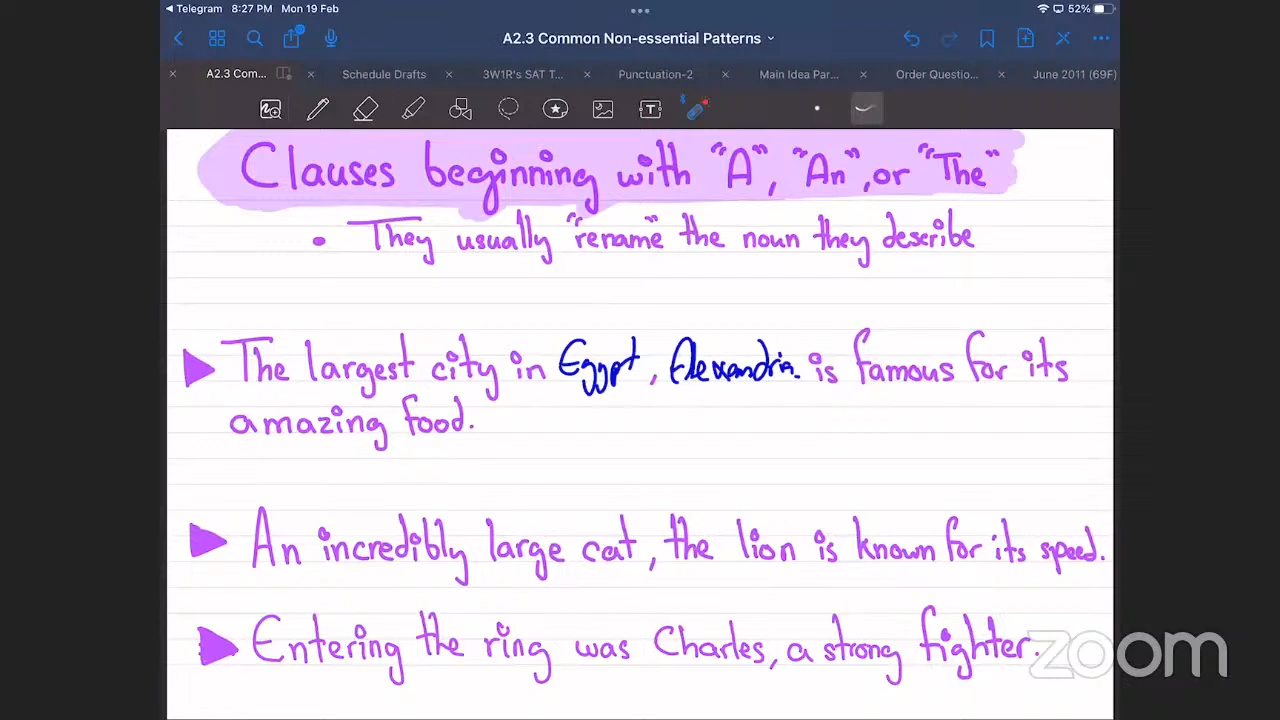 Telegram 8:27 PM Mon 19 Feb 52%
A2.3 Common Non-essential Patterns
A2.3 Com... Schedule Drafts 3W1R's SAT T... Punctuation-2 Main Idea Par... Order Questio... June 2011 (69F)
Clauses beginning with "A", "An", or "The"
• They usually "rename" the noun they describe
The largest city in Egypt, Alexandria is famous for its
amazing food.
An incredibly large cat, the lion is known for its speed.
Entering the ring was Charles, a strong fighter.
zoom